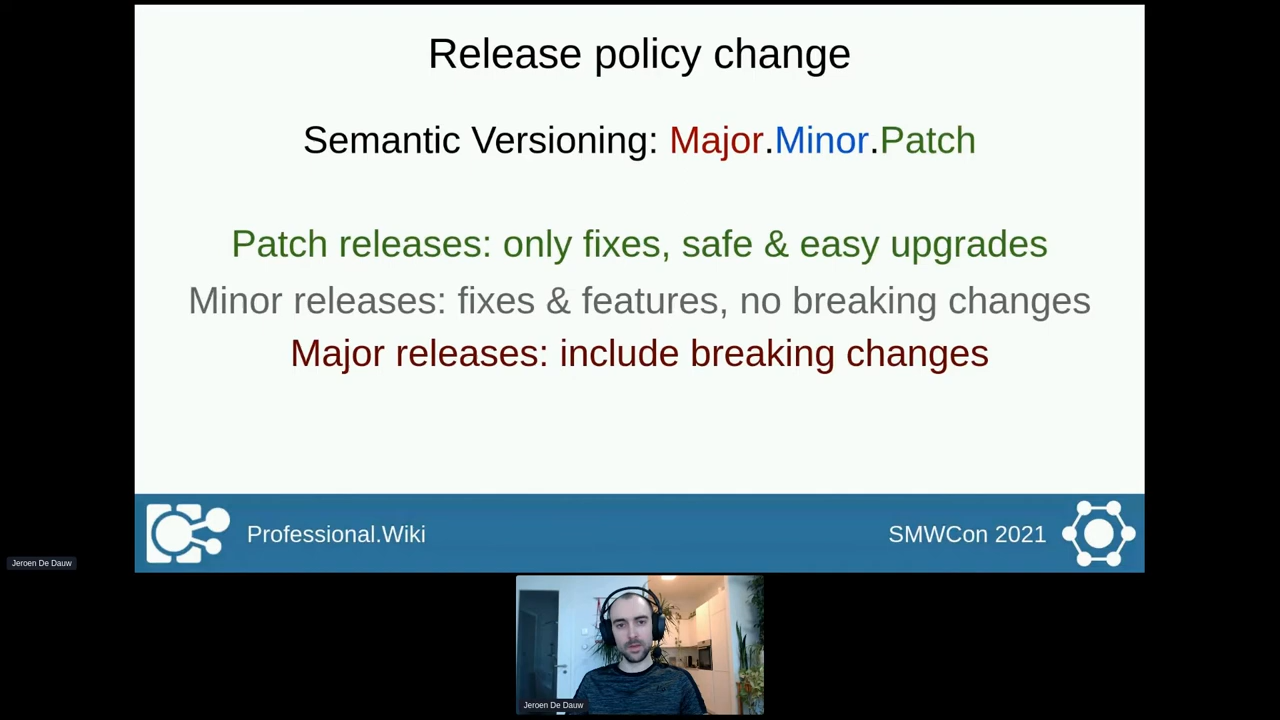 Release policy change
Semantic Versioning: Major.Minor.Patch
Patch releases: only fixes, safe & easy upgrades
Minor releases: fixes & features, no breaking changes
Major releases: include breaking changes
Professional.Wiki
SMWCon 2021
Jeroen De Dauw
Jeroen De Dauw